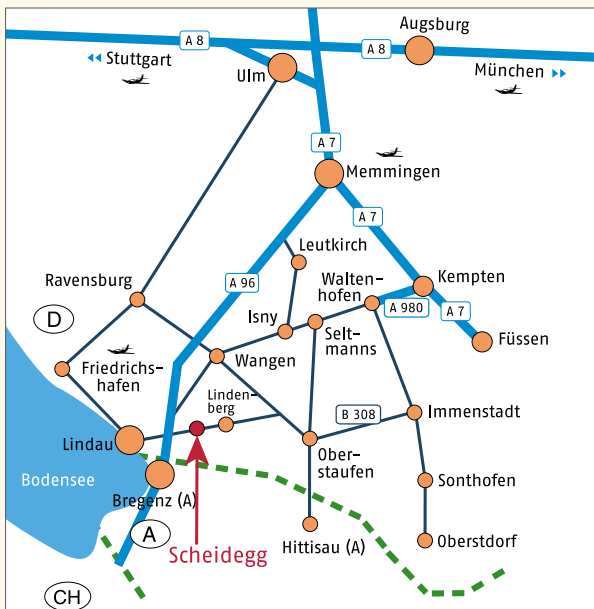 Augsburg
A 8
A 8
◂◂ Stuttgart
Ulm
München ▸▸
A 7
Memmingen
A 7
Leutkirch
Ravensburg
A 96
Walten-
hofen
Kempten
D
A 980
A 7
Isny
Selt-
manns
Füssen
Friedrichs-
hafen
Wangen
Linden-
berg
B 308
Immenstadt
Lindau
Ober-
staufen
Bodensee
Sonthofen
Bregenz (A)
A
Scheidegg
Hittisau (A)
Oberstdorf
CH